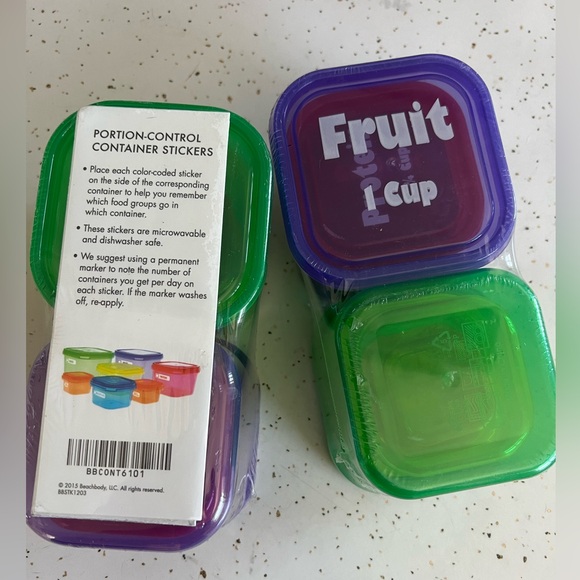 PORTION-CONTROL
CONTAINER STICKERS
• Place each color-coded sticker
on the side of the corresponding
container to help you remember
which food groups go in
which container.
• These stickers are microwavable
and dishwasher safe.
• We suggest using a permanent
marker to note the number of
containers you get per day on
each sticker. If the marker washes
off, re-apply.
BBCONT6101
© 2015 Beachbody, LLC. All rights reserved.
BBSTK1203
Fruit
1 Cup